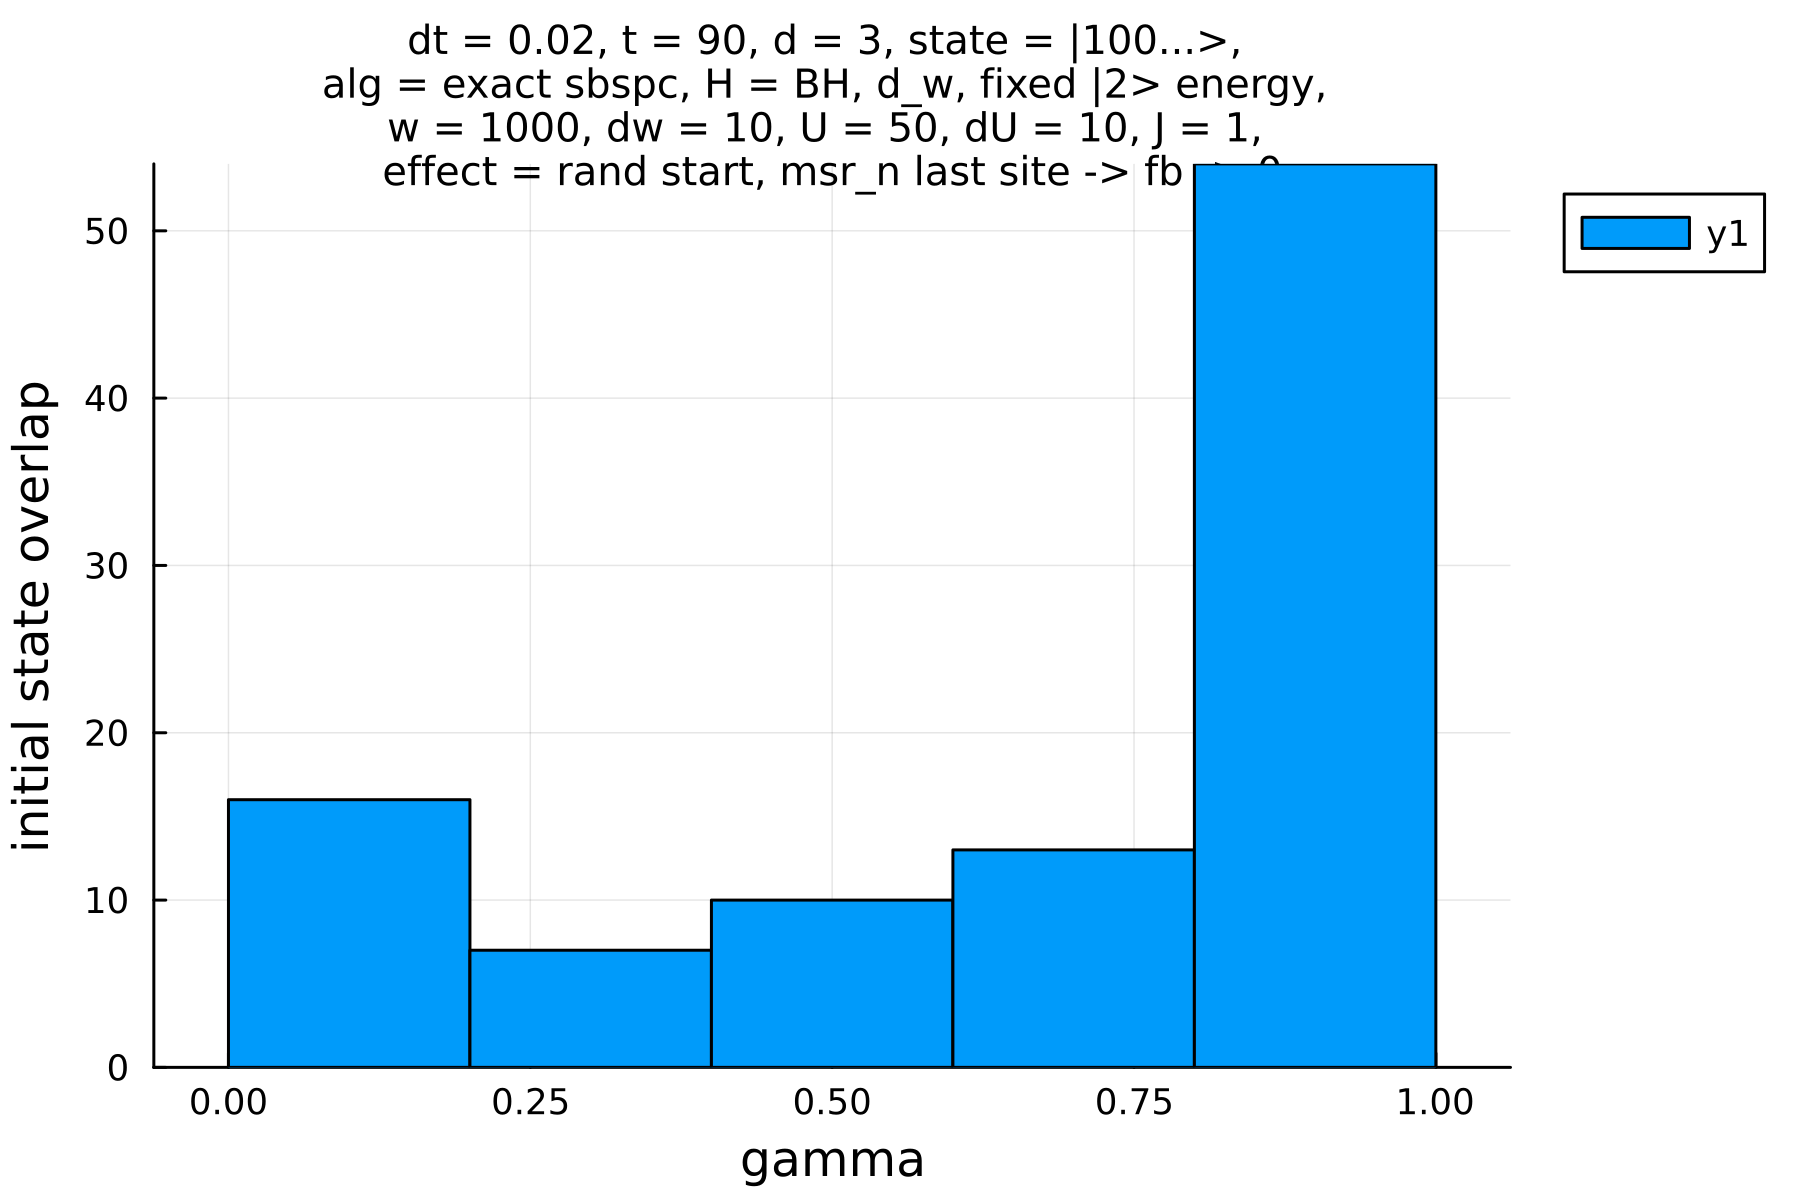 dt = 0.02, t = 90, d = 3, state = |100...>,
alg = exact sbspc, H = BH, d_w, fixed |2> energy,
w = 1000, dw = 10, U = 50, dU = 10, J = 1,
effect = rand start, msr_n last site -> fb
y1
initial state overlap
50
40
30
20
10
0
0.00 0.25 0.50 0.75 1.00
gamma